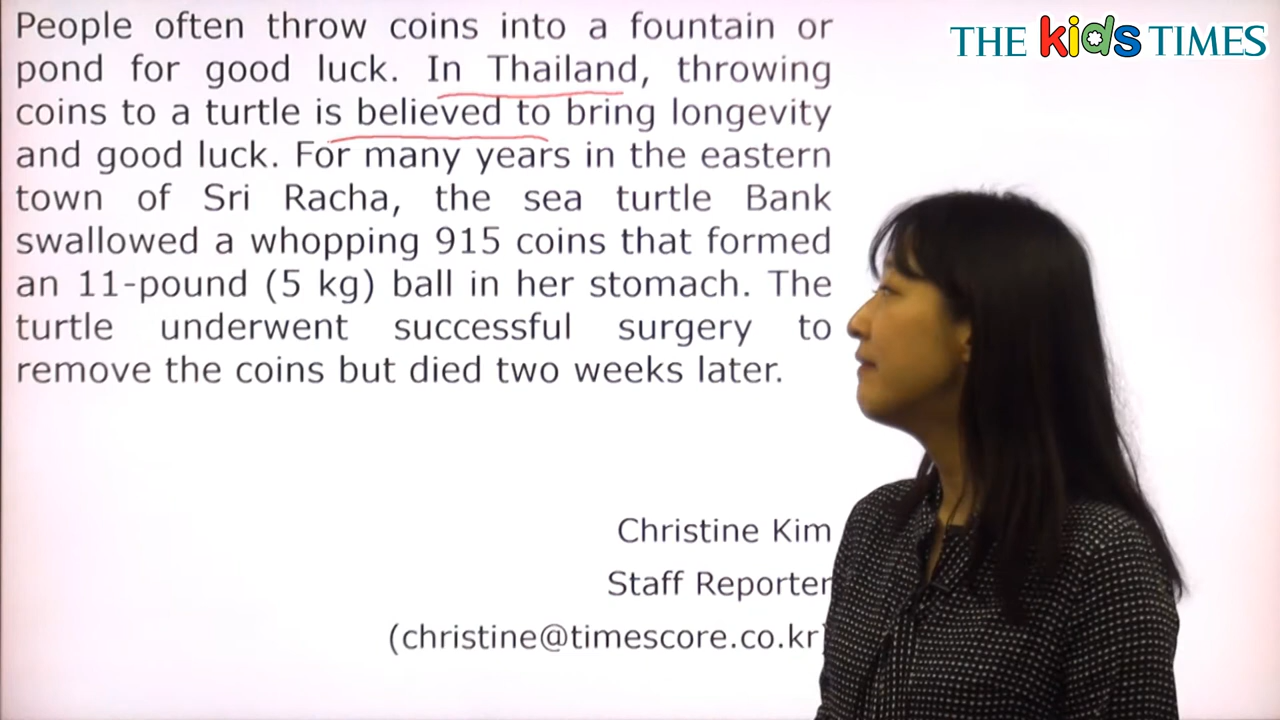 People often throw coins into a fountain or
pond for good luck. In Thailand, throwing
coins to a turtle is believed to bring longevity
and good luck. For many years in the eastern
town of Sri Racha, the sea turtle Bank
swallowed a whopping 915 coins that formed
an 11-pound (5 kg) ball in her stomach. The
turtle underwent successful surgery to
remove the coins but died two weeks later.
Christine Kim
Staff Reporter
(christine@timescore.co.kr)
THE kids TIMES